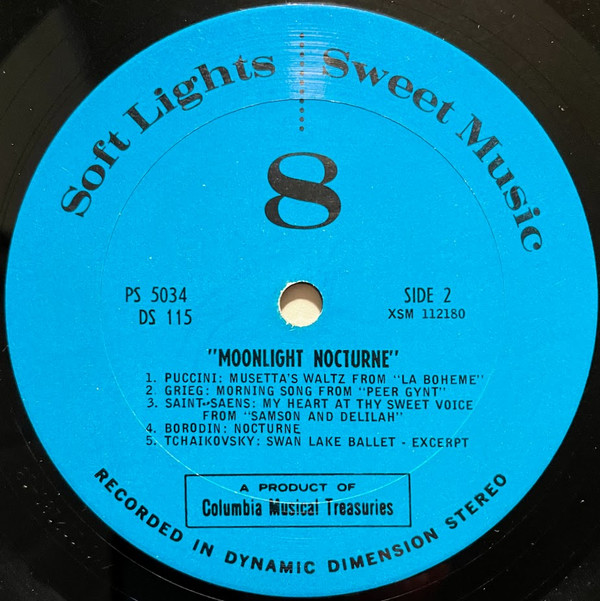 Soft Lights Sweet Music
8
PS 5034
DS 115
SIDE 2
XSM 112180
"MOONLIGHT NOCTURNE"
1. PUCCINI: MUSETTA'S WALTZ FROM "LA BOHEME"
2. GRIEG: MORNING SONG FROM "PEER GYNT"
3. SAINT-SAENS: MY HEART AT THY SWEET VOICE
FROM "SAMSON AND DELILAH"
4. BORODIN: NOCTURNE
5. TCHAIKOVSKY: SWAN LAKE BALLET - EXCERPT
A PRODUCT OF
Columbia Musical Treasuries
RECORDED IN DYNAMIC DIMENSION STEREO